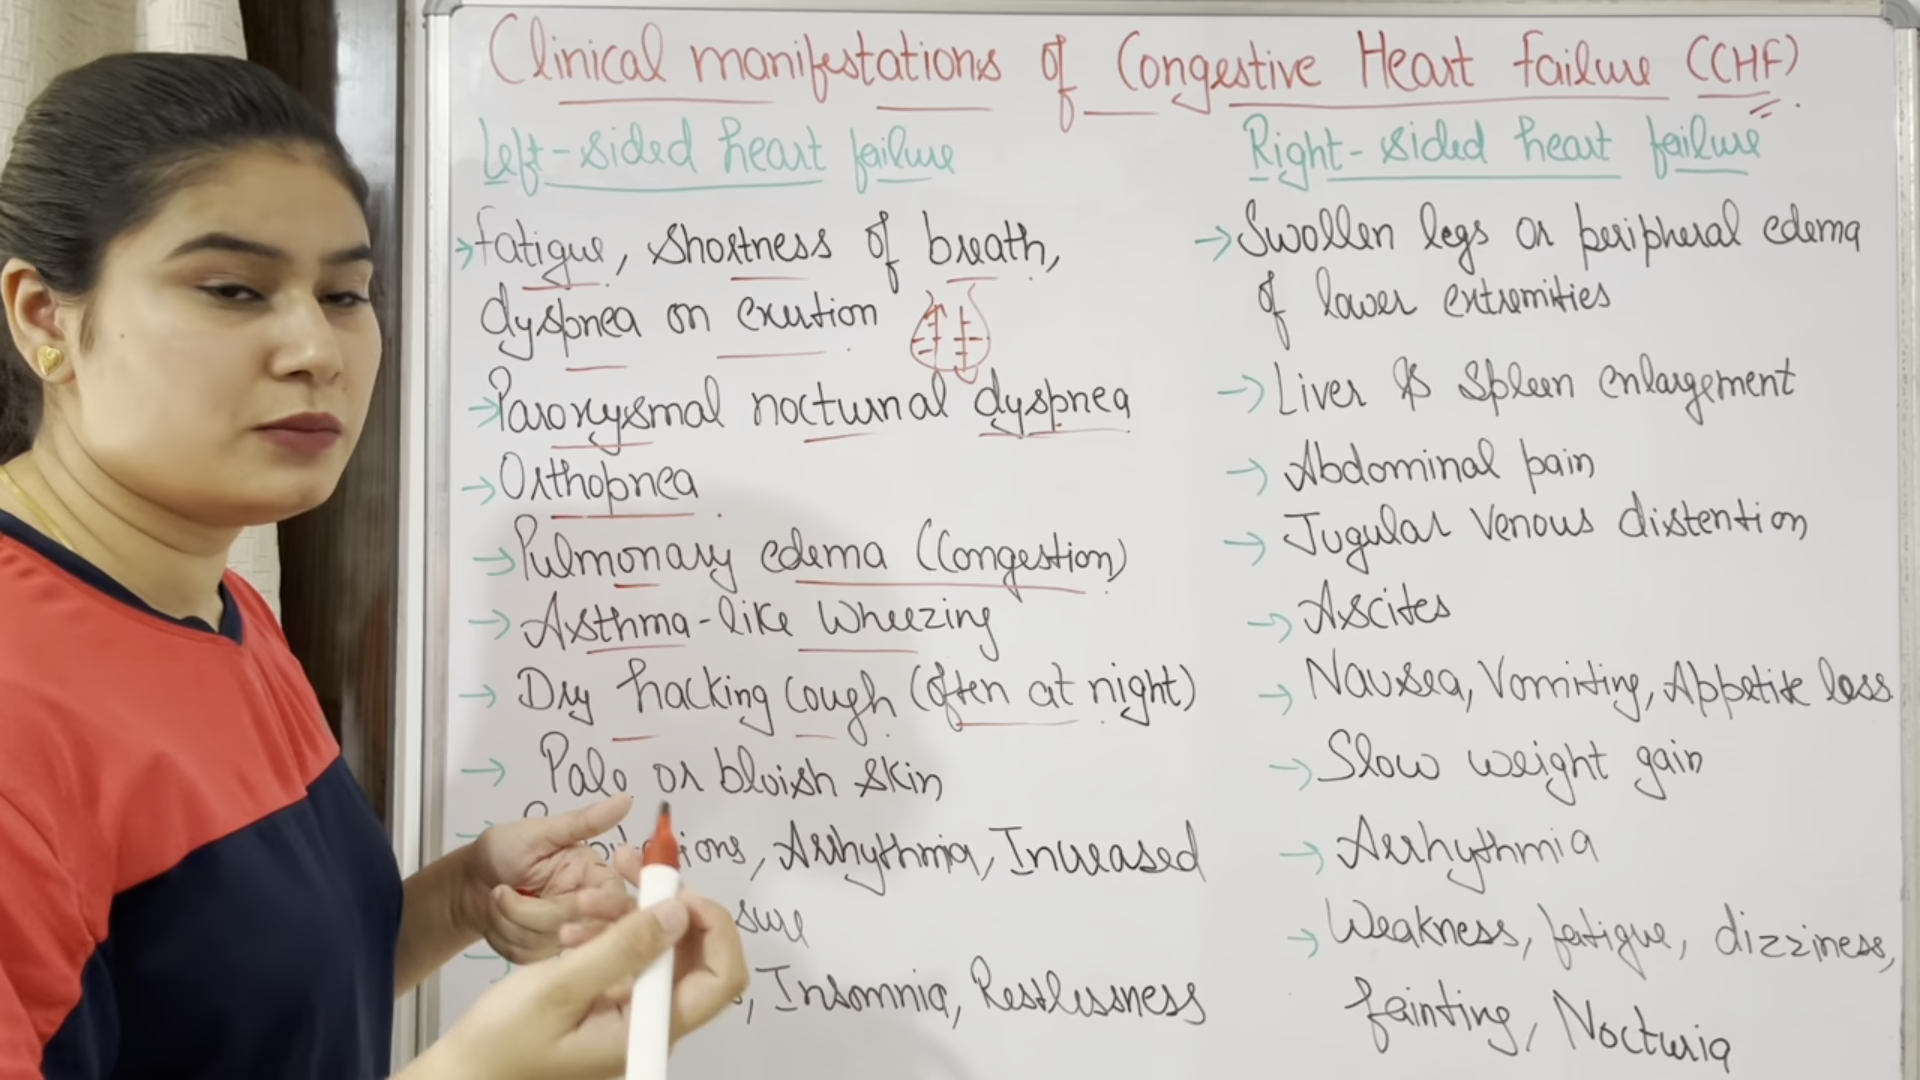 Clinical manifestations of Congestive Heart failure (CHF)
Left-sided heart failure
→ fatigue, shortness of breath,
dyspnea on exertion
→ Paroxysmal nocturnal dyspnea
→ Orthopnea
→ Pulmonary edema (Congestion)
→ Asthma-like wheezing
→ Dry hacking cough (often at night)
→ Pale or bluish skin
Arrhythmia, Increased
→ Insomnia, Restlessness
Right-sided heart failure
→ Swollen legs or peripheral edema
of lower extremities
→ Liver & Spleen enlargement
→ Abdominal pain
→ Jugular Venous distention
→ Ascites
→ Nausea, Vomiting, Appetite loss
→ Slow weight gain
→ Arrhythmia
→ Weakness, fatigue, dizziness,
fainting, Nocturia